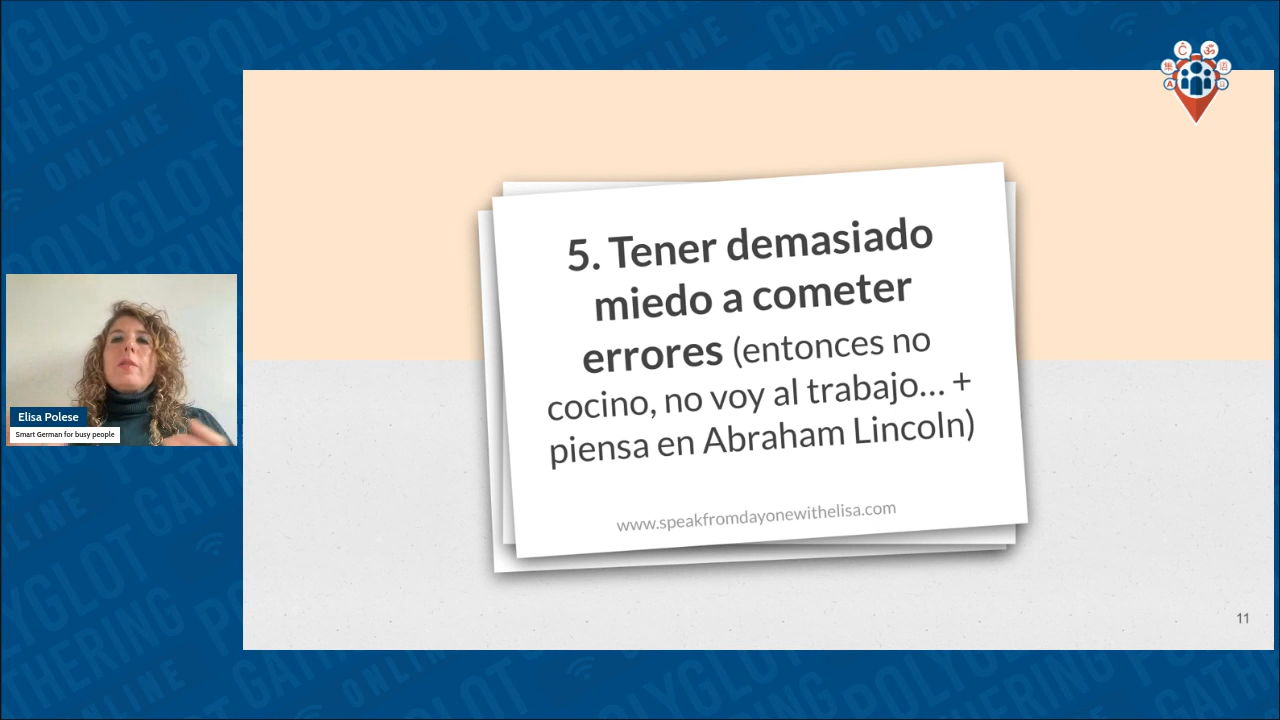 5. Tener demasiado
miedo a cometer
errores (entonces no
cocino, no voy al trabajo... +
piensa en Abraham Lincoln)
www.speakfromdayonewithelisa.com
11
Elisa Polese
Smart German for busy people
POLYGLOT
GATHERING
ONLINE